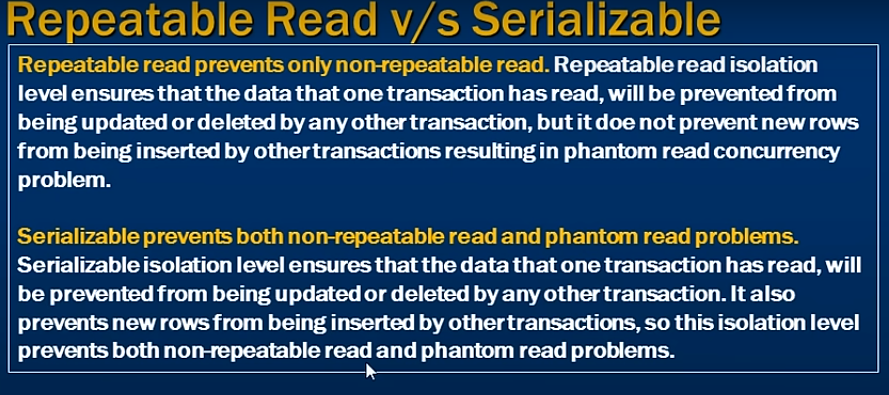 Repeatable Read v/s Serializable
Repeatable read prevents only non-repeatable read. Repeatable read isolation
level ensures that the data that one transaction has read, will be prevented from
being updated or deleted by any other transaction, but it doe not prevent new rows
from being inserted by other transactions resulting in phantom read concurrency
problem.
Serializable prevents both non-repeatable read and phantom read problems.
Serializable isolation level ensures that the data that one transaction has read, will
be prevented from being updated or deleted by any other transaction. It also
prevents new rows from being inserted by other transactions, so this isolation level
prevents both non-repeatable read and phantom read problems.